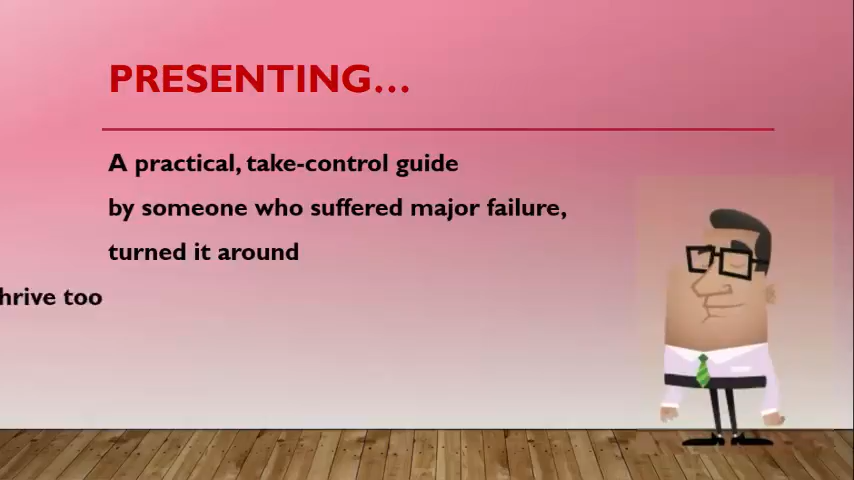 PRESENTING...
A practical, take-control guide
by someone who suffered major failure,
turned it around
hrive too